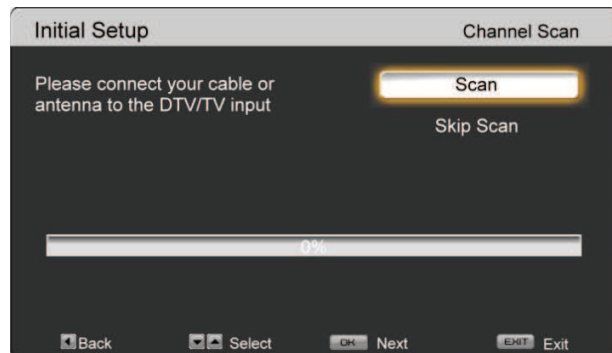 Initial Setup Channel Scan
Please connect your cable or
antenna to the DTV/TV input
Scan
Skip Scan
0%
Back Select OK Next EXIT Exit